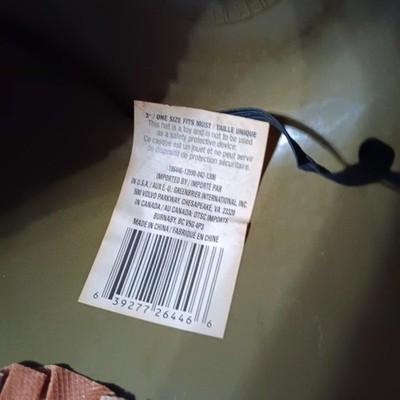 3+ / ONE SIZE FITS MOST / TAILLE UNIQUE
This hat is a toy and is not to be used
as a safety protective device.
Ce casque est un jouet et ne peut servir
de dispositif de protection sécuritaire.
IMPORTED BY / IMPORTÉ PAR
IN U.S.A. / AUX É.-U.: GREENBRIER INTERNATIONAL, INC.
500 VOLVO PARKWAY, CHESAPEAKE, VA 23320
IN CANADA / AU CANADA: DTSC IMPORTS
BURNABY, BC V5G 4P3
MADE IN CHINA / FABRIQUÉ EN CHINE
6 39277 26446 6